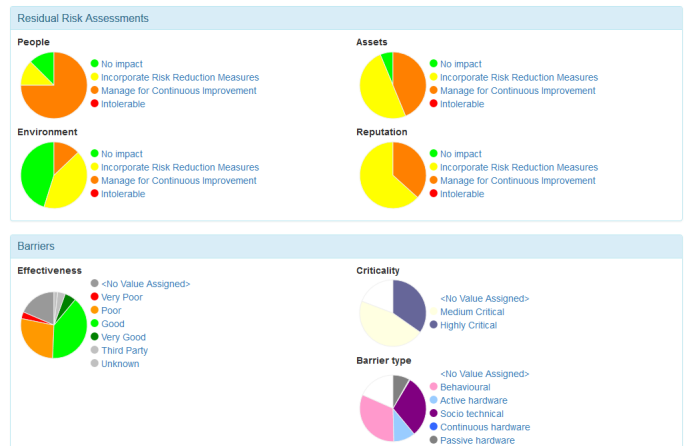 Residual Risk Assessments
People
No impact
Incorporate Risk Reduction Measures
Manage for Continuous Improvement
Intolerable
Assets
No impact
Incorporate Risk Reduction Measures
Manage for Continuous Improvement
Intolerable
Environment
No impact
Incorporate Risk Reduction Measures
Manage for Continuous Improvement
Intolerable
Reputation
No impact
Incorporate Risk Reduction Measures
Manage for Continuous Improvement
Intolerable
Barriers
Effectiveness
<No Value Assigned>
Very Poor
Poor
Good
Very Good
Third Party
Unknown
Criticality
<No Value Assigned>
Medium Critical
Highly Critical
Barrier type
<No Value Assigned>
Behavioural
Active hardware
Socio technical
Continuous hardware
Passive hardware